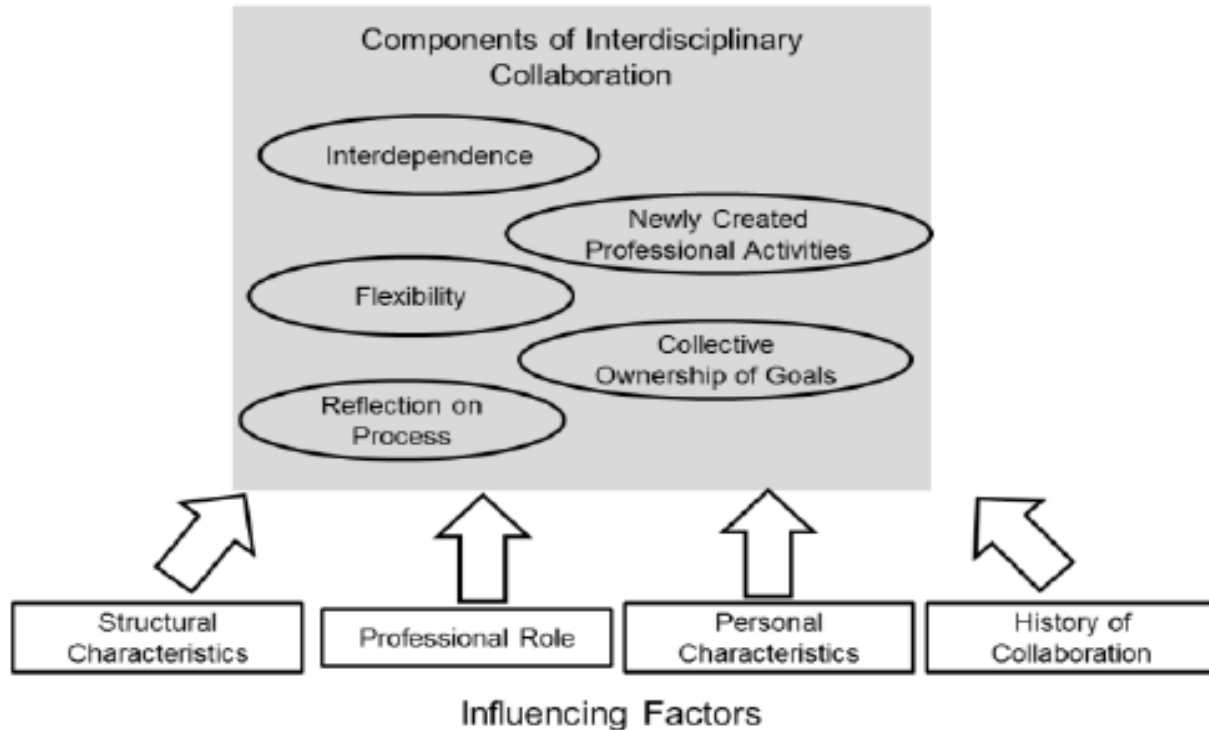 Components of Interdisciplinary
Collaboration
Interdependence
Newly Created
Professional Activities
Flexibility
Collective
Ownership of Goals
Reflection on
Process
Structural
Characteristics
Professional Role
Personal
Characteristics
History of
Collaboration
Influencing Factors